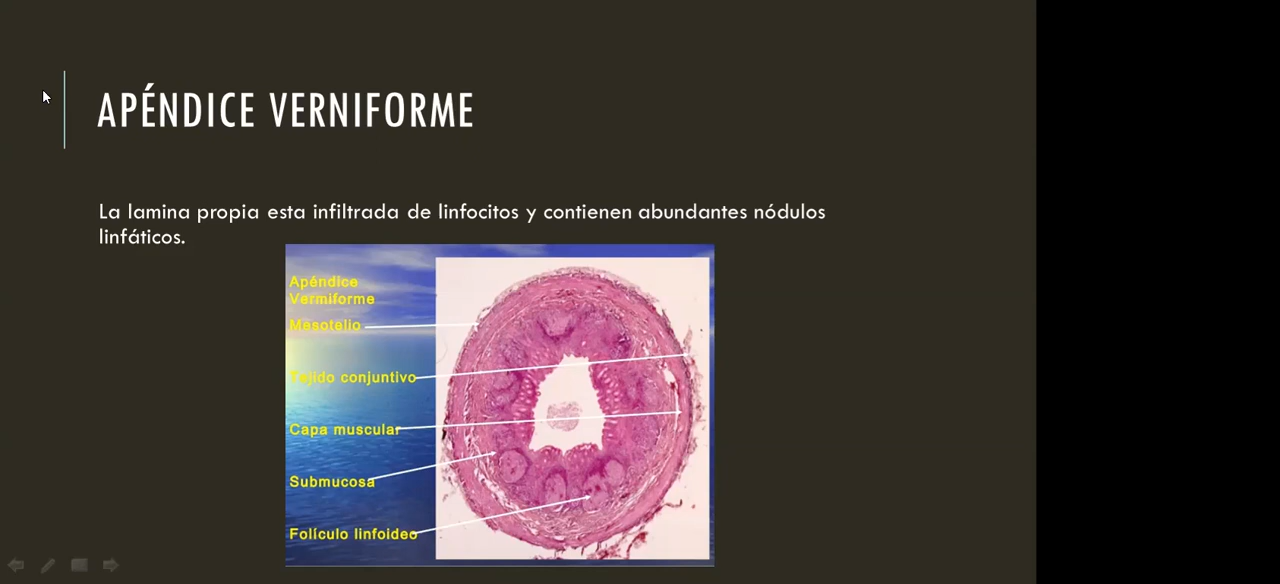 APÉNDICE VERNIFORME
La lamina propia esta infiltrada de linfocitos y contienen abundantes nódulos
linfáticos.
Apéndice
Vermiforme
Mesotelio
Tejido conjuntivo
Capa muscular
Submucosa
Folículo linfoideo